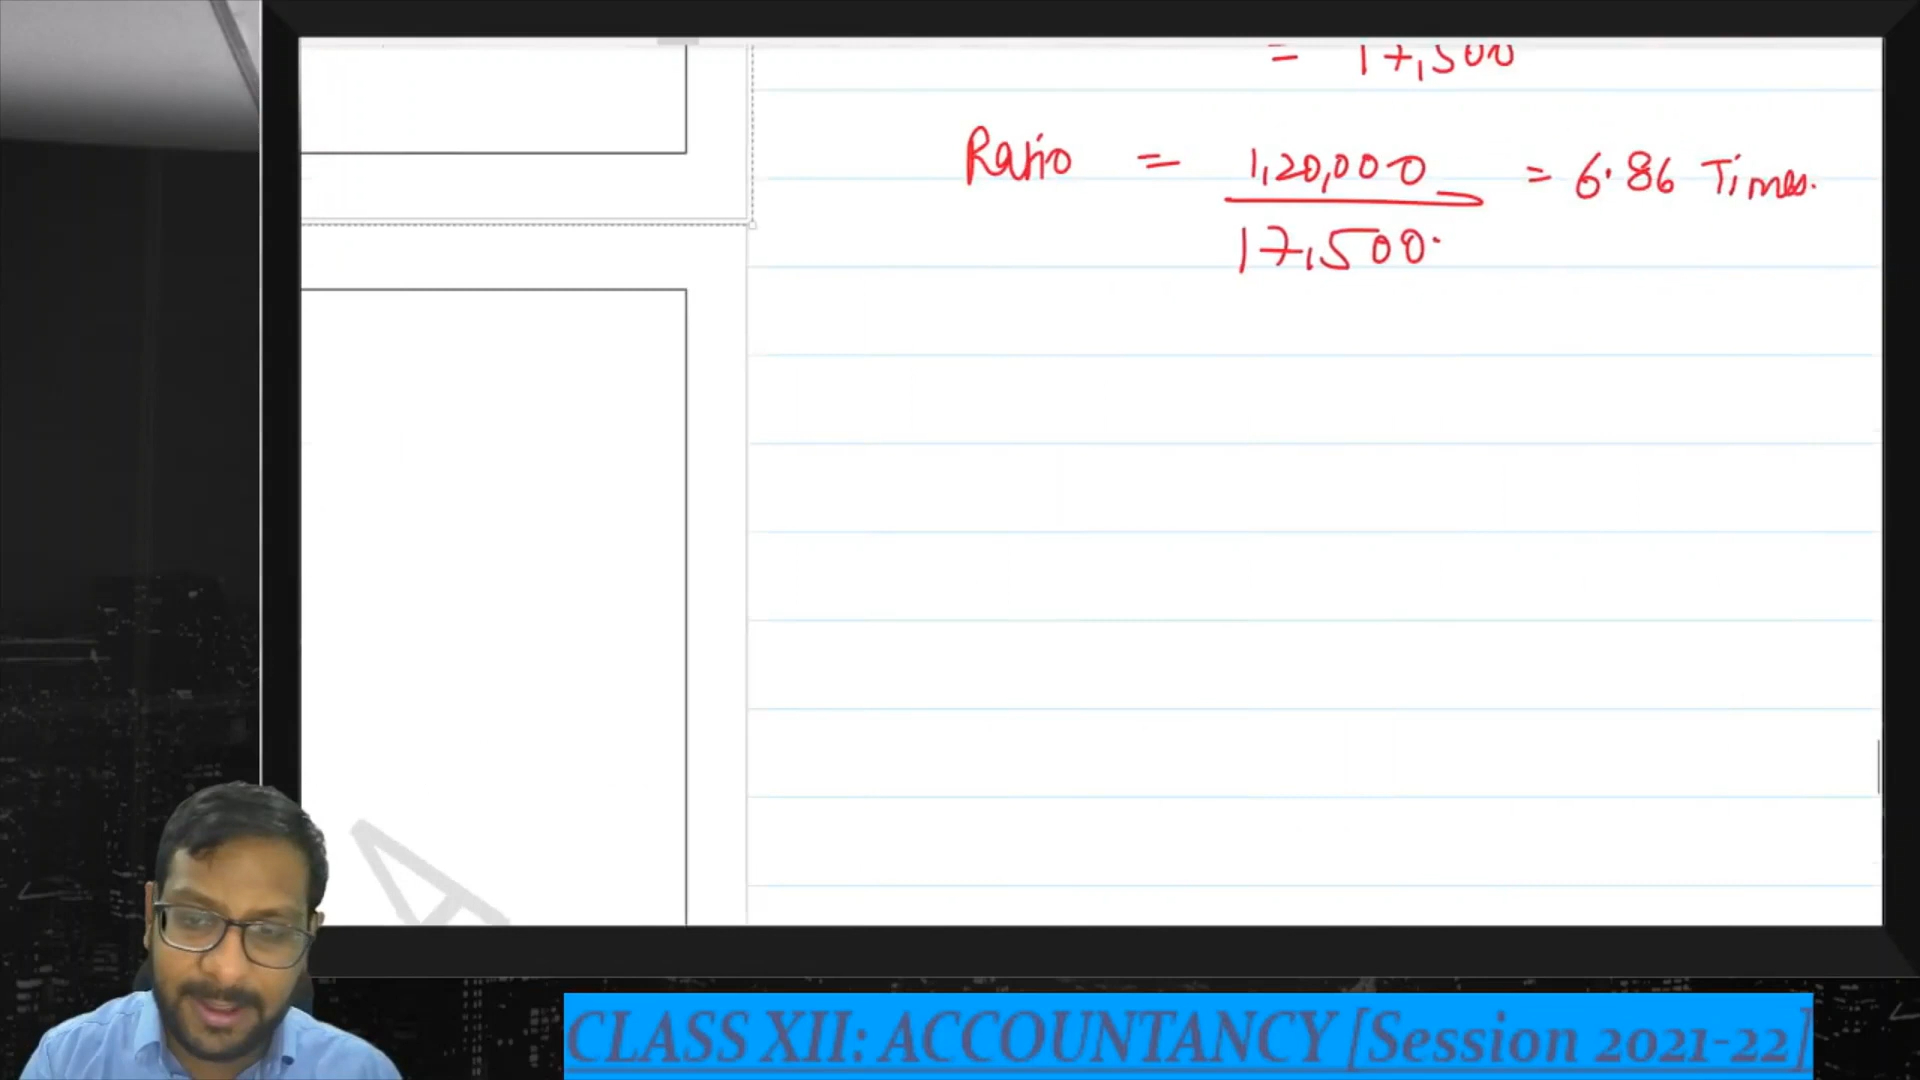 = 17,500
Ratio = 1,20,000 = 6.86 Times.
17,500.
A
CLASS XII: ACCOUNTANCY [Session 2021-22]